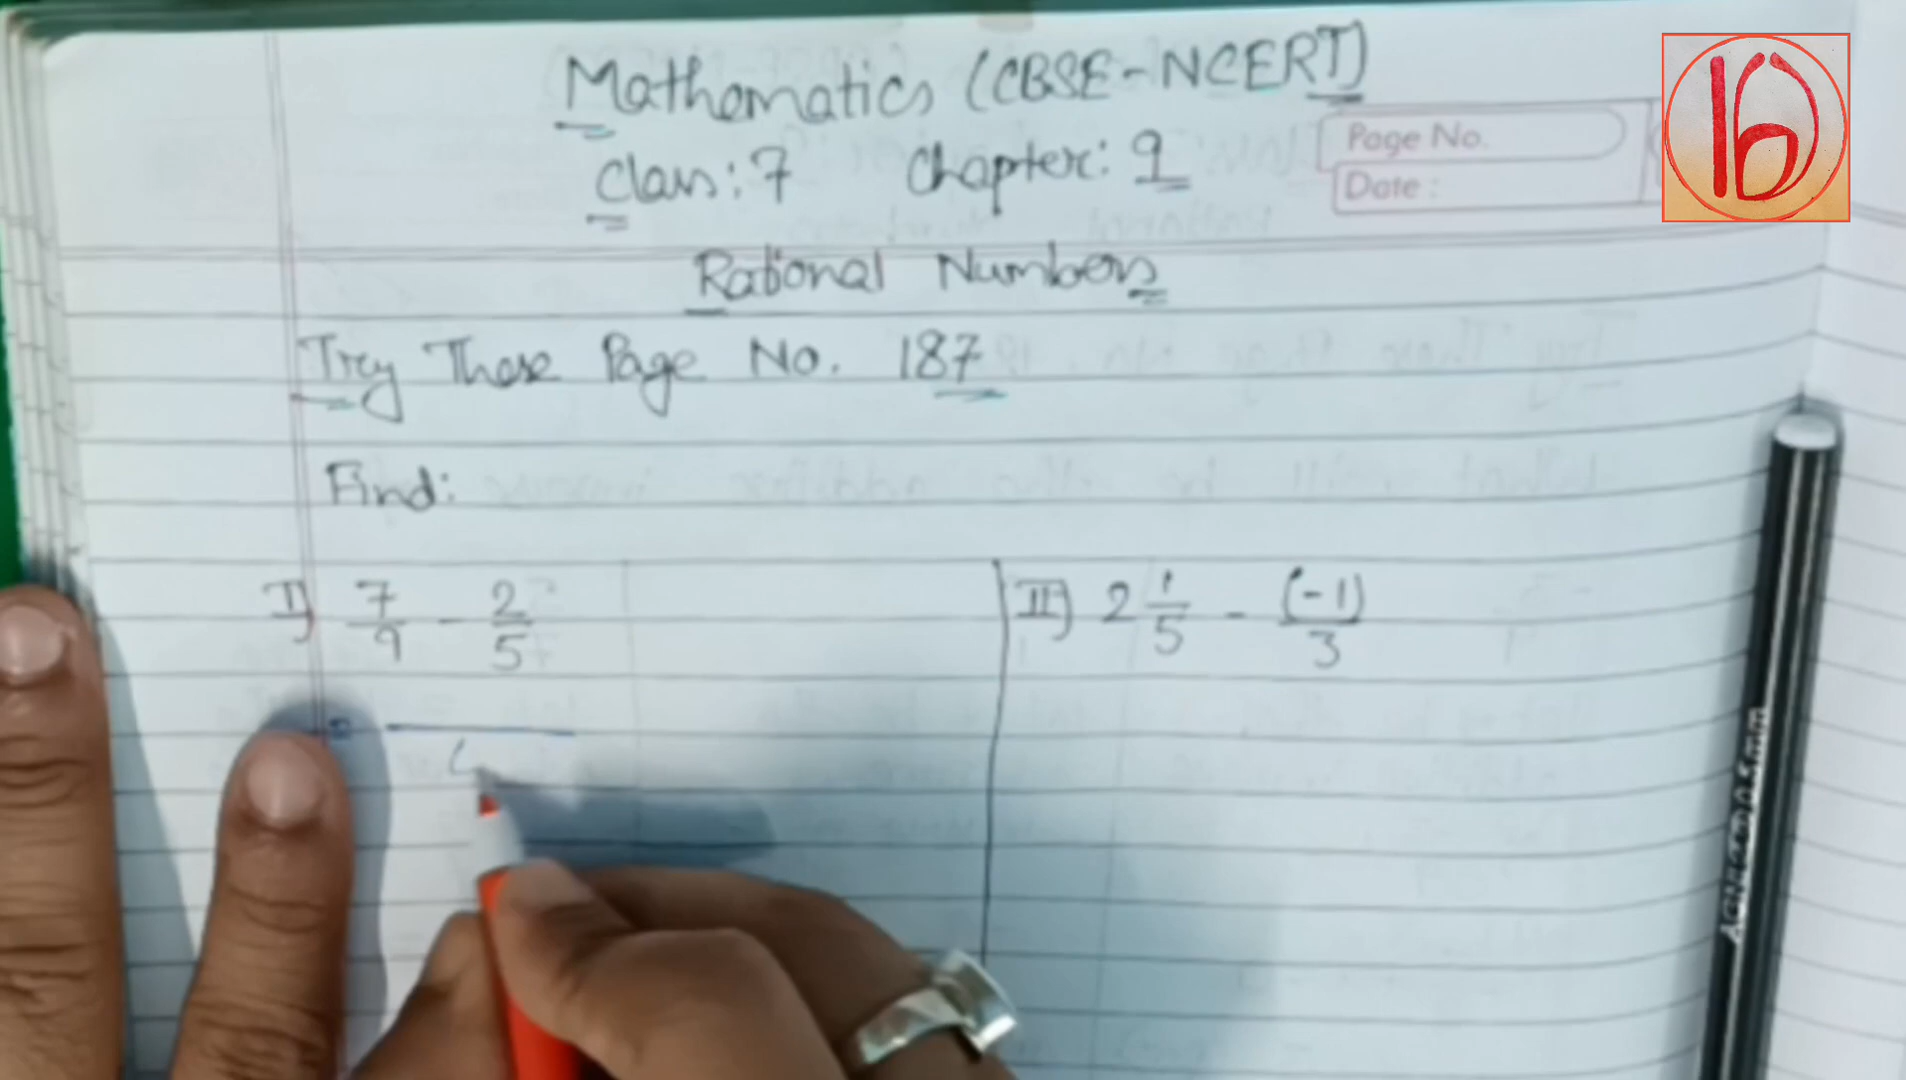 Mathematics (CBSE-NCERT)
Class: 7 Chapter: 9
Page No.
Date:
Rational Numbers
Try These Page No. 187
Find:
I) 7/9 - 2/5
II) 2 1/5 - (-1)/3
=